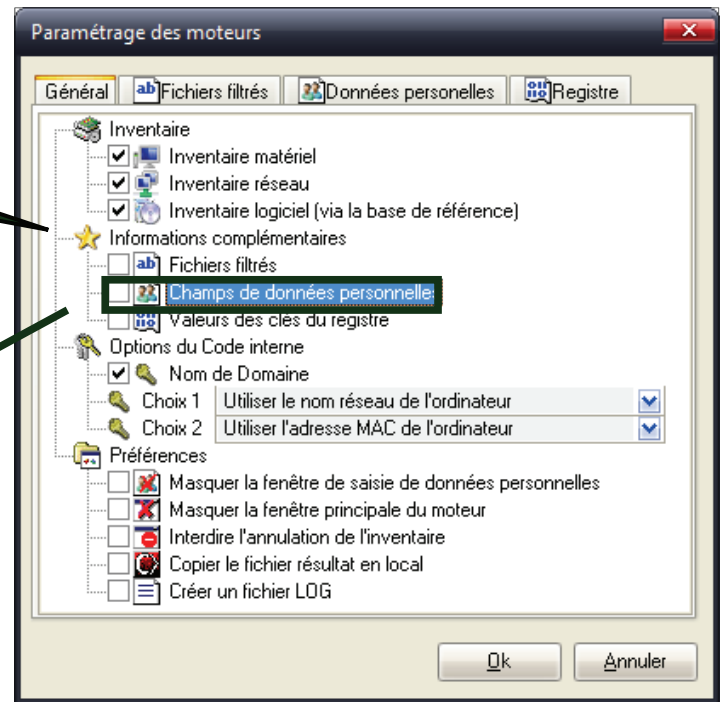 Paramétrage des moteurs
Général Fichiers filtrés Données personelles Registre
Inventaire
Inventaire matériel
Inventaire réseau
Inventaire logiciel (via la base de référence)
Informations complémentaires
Fichiers filtrés
Champs de données personnelles
Valeurs des clés du registre
Options du Code interne
Nom de Domaine
Choix 1 Utiliser le nom réseau de l'ordinateur
Choix 2 Utiliser l'adresse MAC de l'ordinateur
Préférences
Masquer la fenêtre de saisie de données personnelles
Masquer la fenêtre principale du moteur
Interdire l'annulation de l'inventaire
Copier le fichier résultat en local
Créer un fichier LOG
Ok Annuler